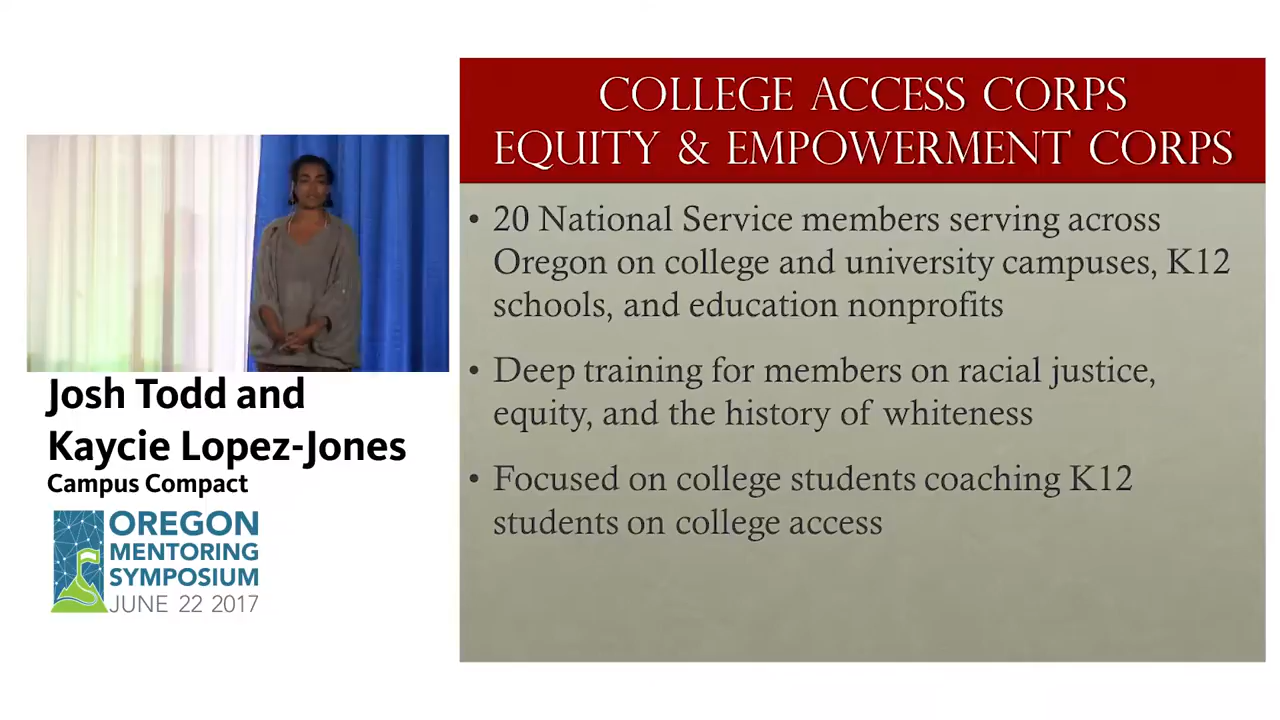 COLLEGE ACCESS CORPS
EQUITY & EMPOWERMENT CORPS
• 20 National Service members serving across
Oregon on college and university campuses, K12
schools, and education nonprofits
• Deep training for members on racial justice,
equity, and the history of whiteness
• Focused on college students coaching K12
students on college access
Josh Todd and
Kaycie Lopez-Jones
Campus Compact
OREGON
MENTORING
SYMPOSIUM
JUNE 22 2017